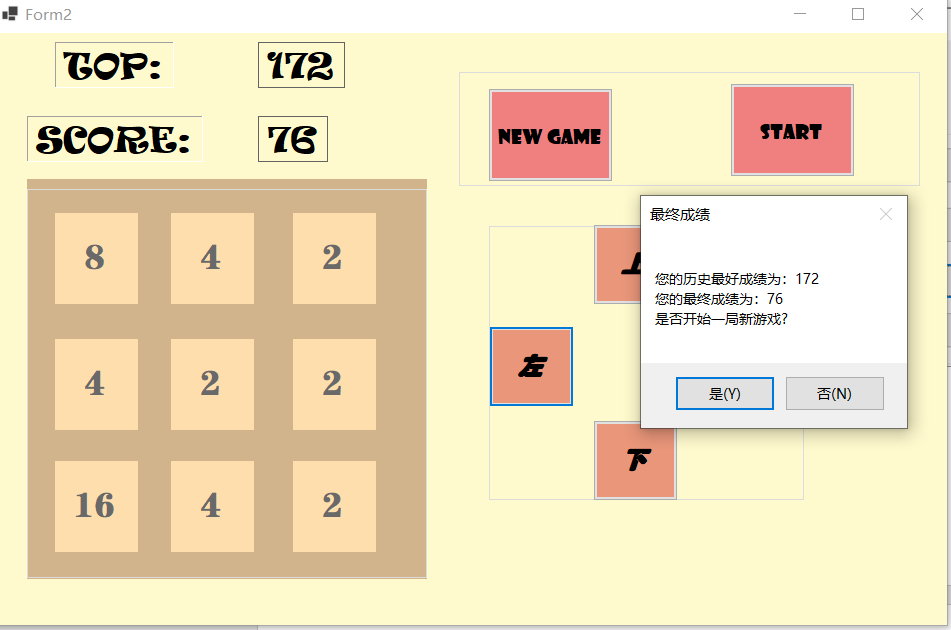 Form2
TOP:
172
SCORE:
76
NEW GAME
START
8 4 2
4 2 2
16 4 2
左
下
最终成绩
您的历史最好成绩为：172
您的最终成绩为：76
是否开始一局新游戏?
是(Y)
否(N)